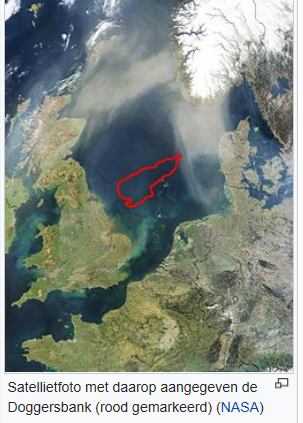 Satellietfoto met daarop aangegeven de
Doggersbank (rood gemarkeerd) (NASA)